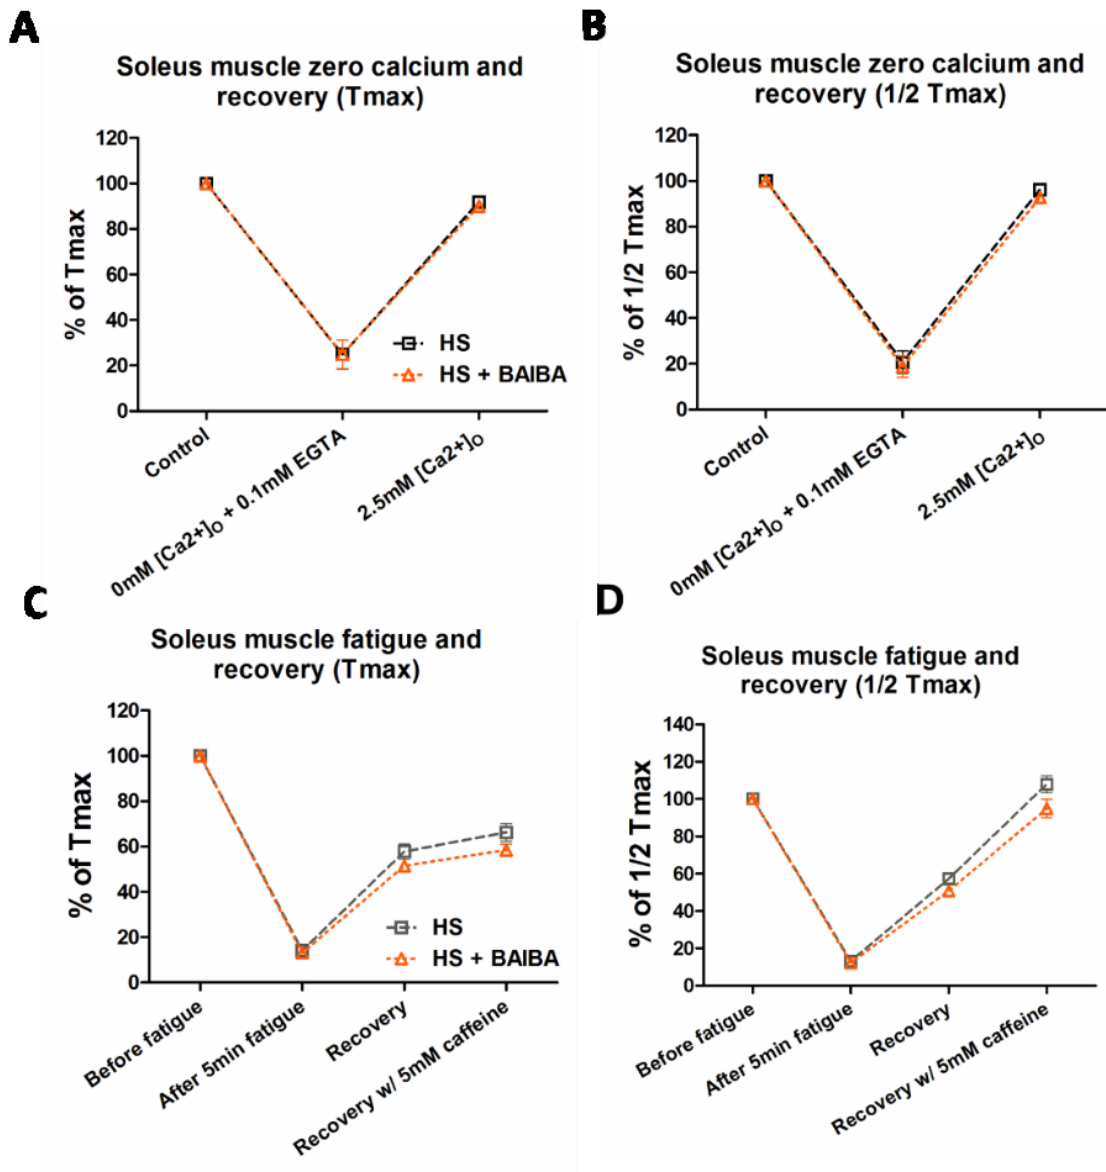 A
Soleus muscle zero calcium and
recovery (Tmax)
% of Tmax
120
100
80
60
40
20
0
HS
HS + BAIBA
Control
0mM [Ca2+]O + 0.1mM EGTA
2.5mM [Ca2+]O
B
Soleus muscle zero calcium and
recovery (1/2 Tmax)
% of 1/2 Tmax
120
100
80
60
40
20
0
Control
0mM [Ca2+]O + 0.1mM EGTA
2.5mM [Ca2+]O
C
Soleus muscle fatigue and
recovery (Tmax)
% of Tmax
120
100
80
60
40
20
0
HS
HS + BAIBA
Before fatigue
After 5min fatigue
Recovery
Recovery w/ 5mM caffeine
D
Soleus muscle fatigue and
recovery (1/2 Tmax)
% of 1/2 Tmax
140
120
100
80
60
40
20
0
Before fatigue
After 5min fatigue
Recovery
Recovery w/ 5mM caffeine